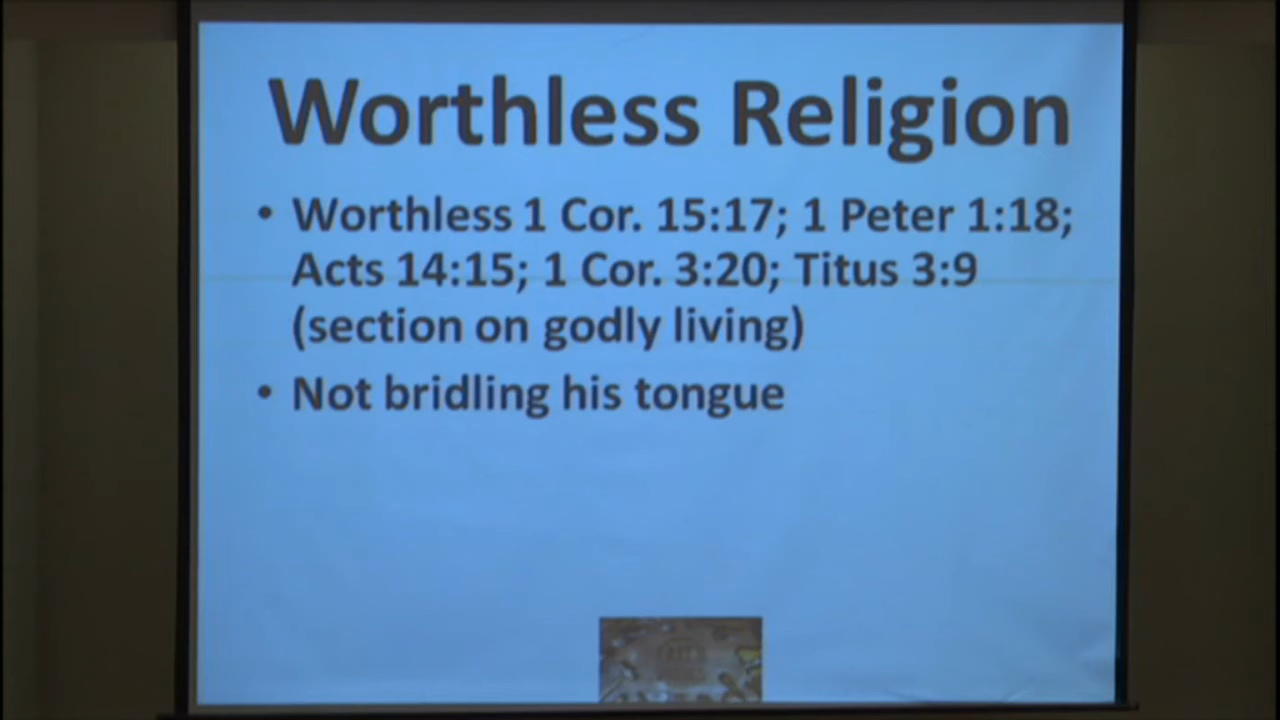 Worthless Religion
• Worthless 1 Cor. 15:17; 1 Peter 1:18;
Acts 14:15; 1 Cor. 3:20; Titus 3:9
(section on godly living)
• Not bridling his tongue